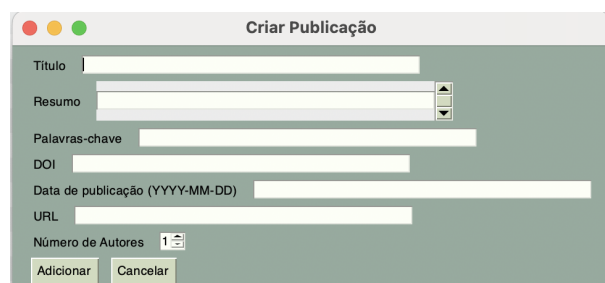 Criar Publicação
Título
Resumo
Palavras-chave
DOI
Data de publicação (YYYY-MM-DD)
URL
Número de Autores 1
Adicionar Cancelar